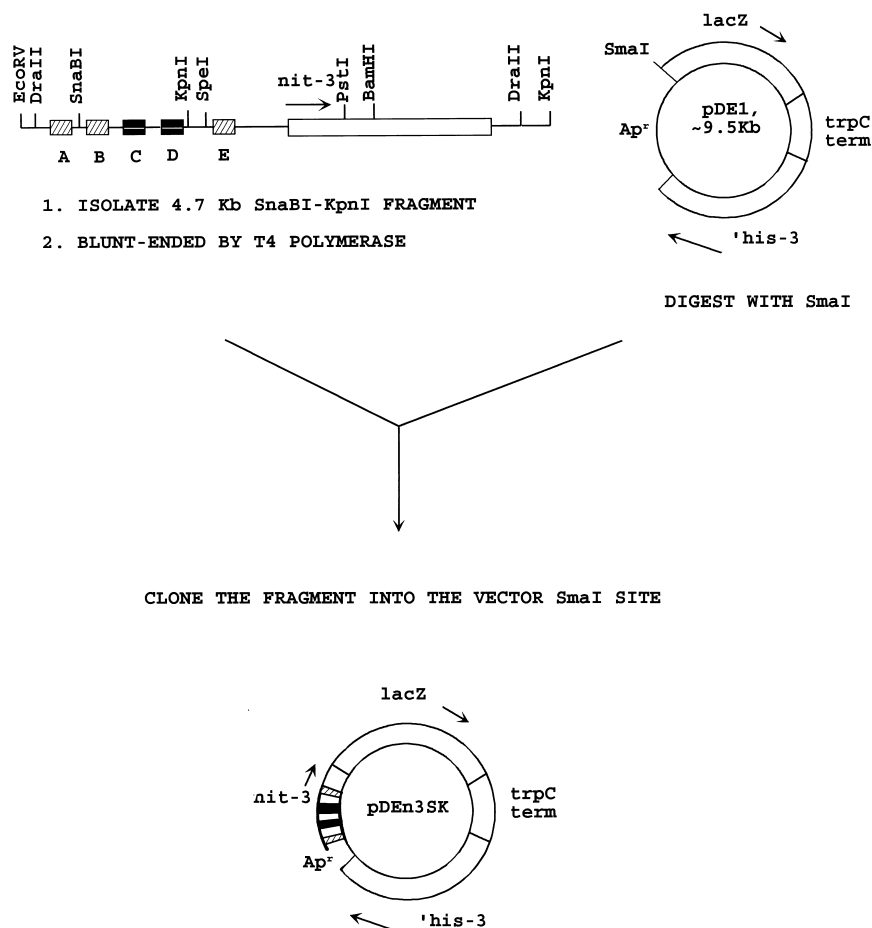 EcoRV
DraII
SnaBI
KpnI
SpeI
nit-3
PstI
BamHI
DraII
KpnI
A B C D E
1. ISOLATE 4.7 Kb SnaBI-KpnI FRAGMENT
2. BLUNT-ENDED BY T4 POLYMERASE
lacZ
SmaI
pDE1,
~9.5Kb
Apr
trpC
term
'his-3
DIGEST WITH SmaI
CLONE THE FRAGMENT INTO THE VECTOR SmaI SITE
lacZ
nit-3
pDEn3SK
trpC
term
Apr
'his-3